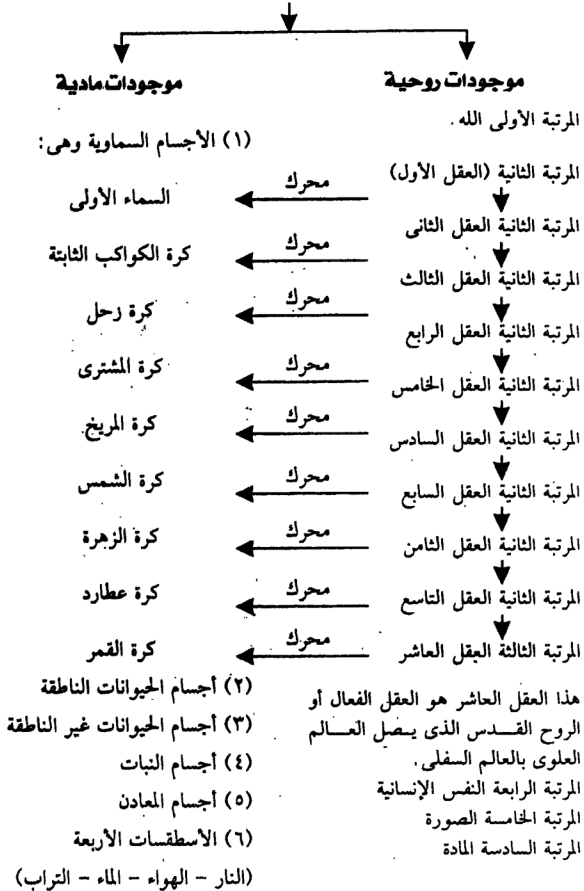 موجودات روحية
موجودات مادية
المرتبة الأولى الله.
(١) الأجسام السماوية وهى:
المرتبة الثانية (العقل الأول)
محرك
السماء الأولى
المرتبة الثانية العقل الثانى
محرك
كرة الكواكب الثابتة
المرتبة الثانية العقل الثالث
محرك
كرة زحل
المرتبة الثانية العقل الرابع
محرك
كرة المشترى
المرتبة الثانية العقل الخامس
محرك
كرة المريخ
المرتبة الثانية العقل السادس
محرك
كرة الشمس
المرتبة الثانية العقل السابع
محرك
كرة الزهرة
المرتبة الثانية العقل الثامن
محرك
كرة عطارد
المرتبة الثانية العقل التاسع
محرك
كرة القمر
المرتبة الثالثة العقل العاشر
هذا العقل العاشر هو العقل الفعال أو
الروح القدس الذى يصل العالم
العلوى بالعالم السفلى.
المرتبة الرابعة النفس الإنسانية
المرتبة الخامسة الصورة
المرتبة السادسة المادة
(٢) أجسام الحيوانات الناطقة
(٣) أجسام الحيوانات غير الناطقة
(٤) أجسام النبات
(٥) أجسام المعادن
(٦) الأسطقسات الأربعة
(النار - الهواء - الماء - التراب)